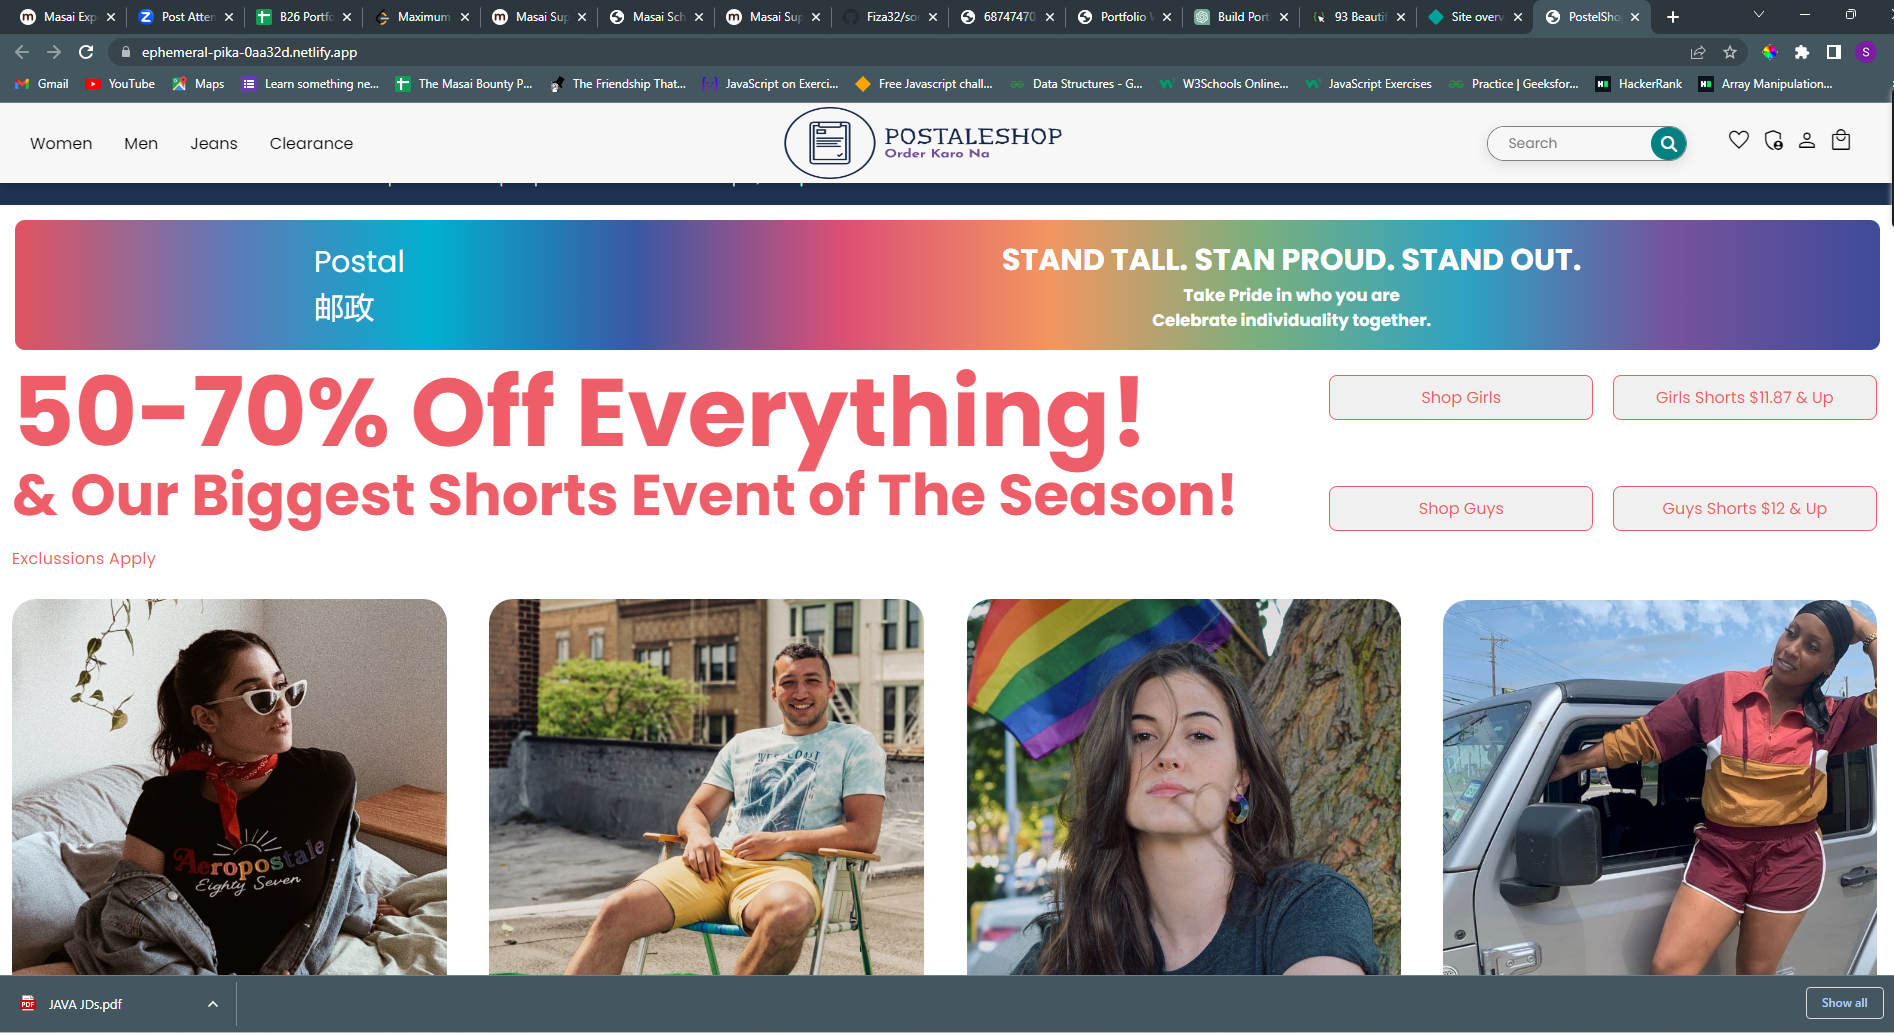 Masai Exp
Post Atten
B26 Portfo
Maximum
Masai Sup
Masai Sch
Masai Sup
Fiza32/so
68747470
Portfolio
Build Port
93 Beautif
Site overv
PostelSho
ephemeral-pika-0aa32d.netlify.app
S
Gmail
YouTube
Maps
Learn something ne...
The Masai Bounty P...
The Friendship That...
JavaScript on Exerci...
Free Javascript chall...
Data Structures - G...
W3Schools Online...
JavaScript Exercises
Practice | Geeksfor...
HackerRank
Array Manipulation...
Women
Men
Jeans
Clearance
POSTALESHOP
Order Karo Na
Search
Postal
邮政
STAND TALL. STAN PROUD. STAND OUT.
Take Pride in who you are
Celebrate individuality together.
50-70% Off Everything!
& Our Biggest Shorts Event of The Season!
Exclussions Apply
Shop Girls
Girls Shorts $11.87 & Up
Shop Guys
Guys Shorts $12 & Up
Aeropostale
Eighty Seven
WEST COAST
JAVA JDs.pdf
Show all